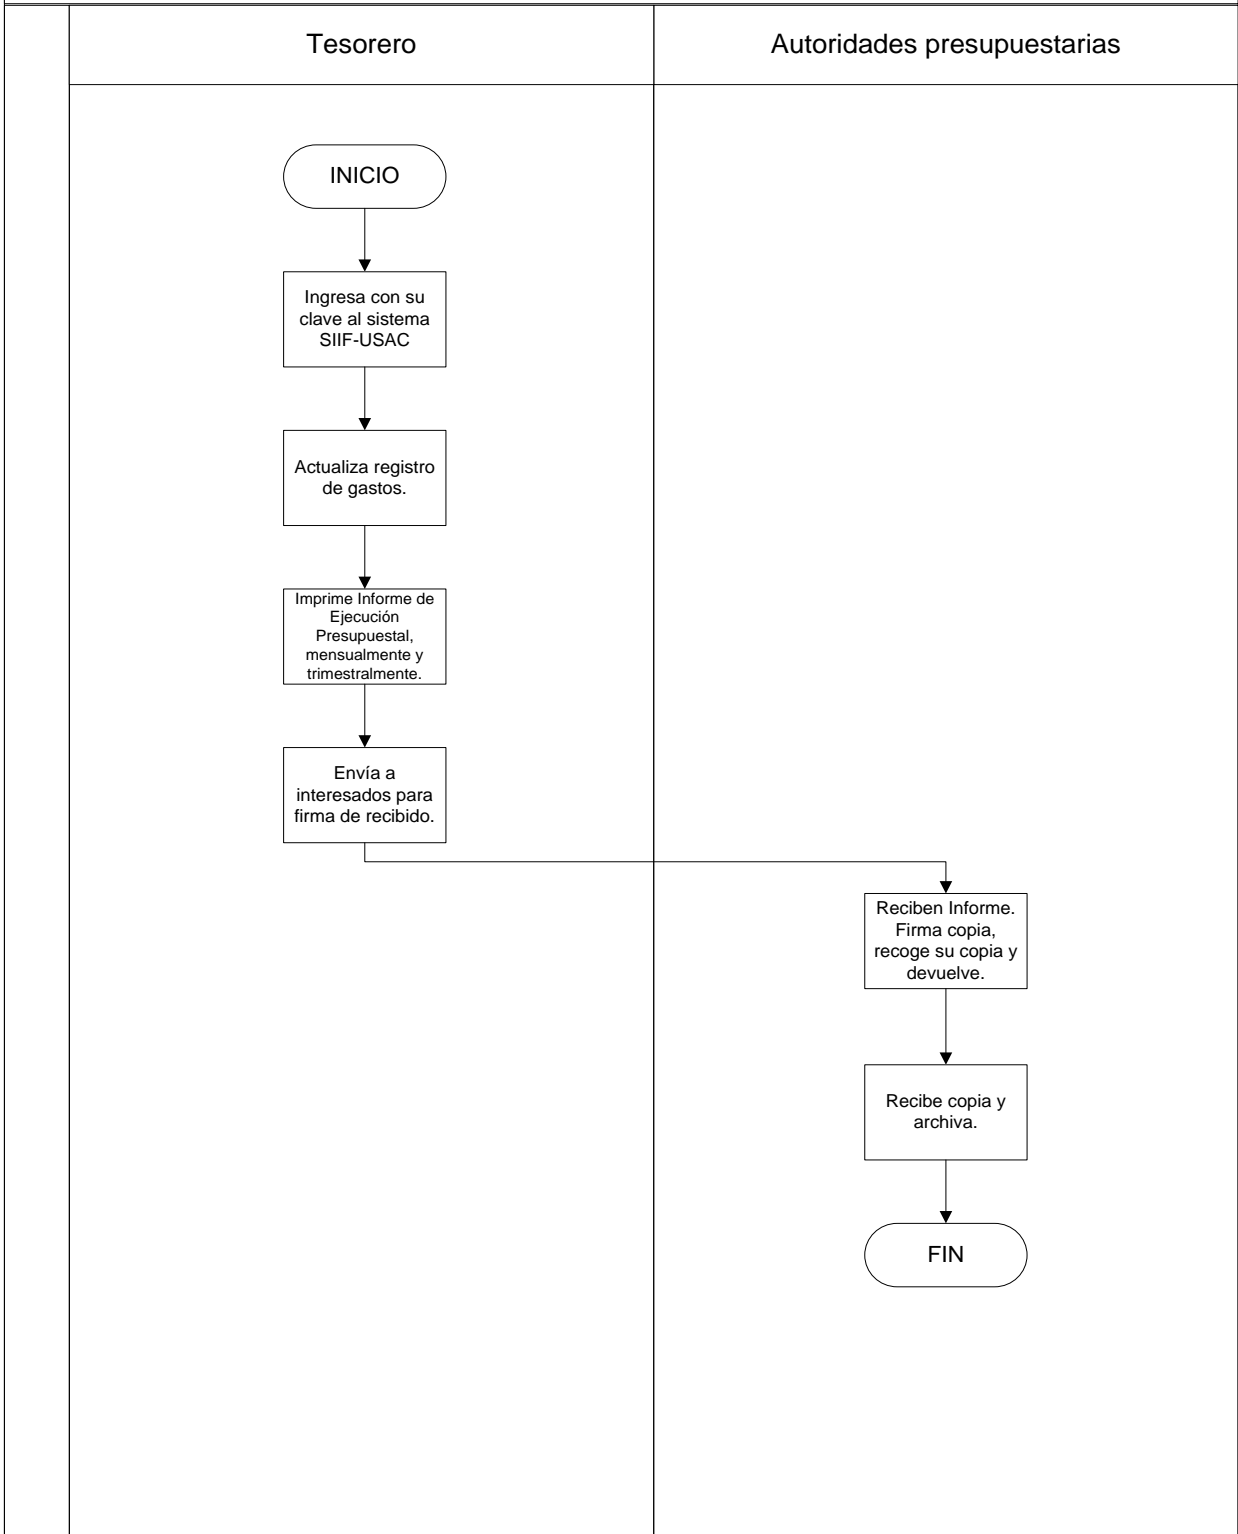 Tesorero
Autoridades presupuestarias
INICIO
Ingresa con su
clave al sistema
SIIF-USAC
Actualiza registro
de gastos.
Imprime Informe de
Ejecución
Presupuestal,
mensualmente y
trimestralmente.
Envía a
interesados para
firma de recibido.
Reciben Informe.
Firma copia,
recoge su copia y
devuelve.
Recibe copia y
archiva.
FIN